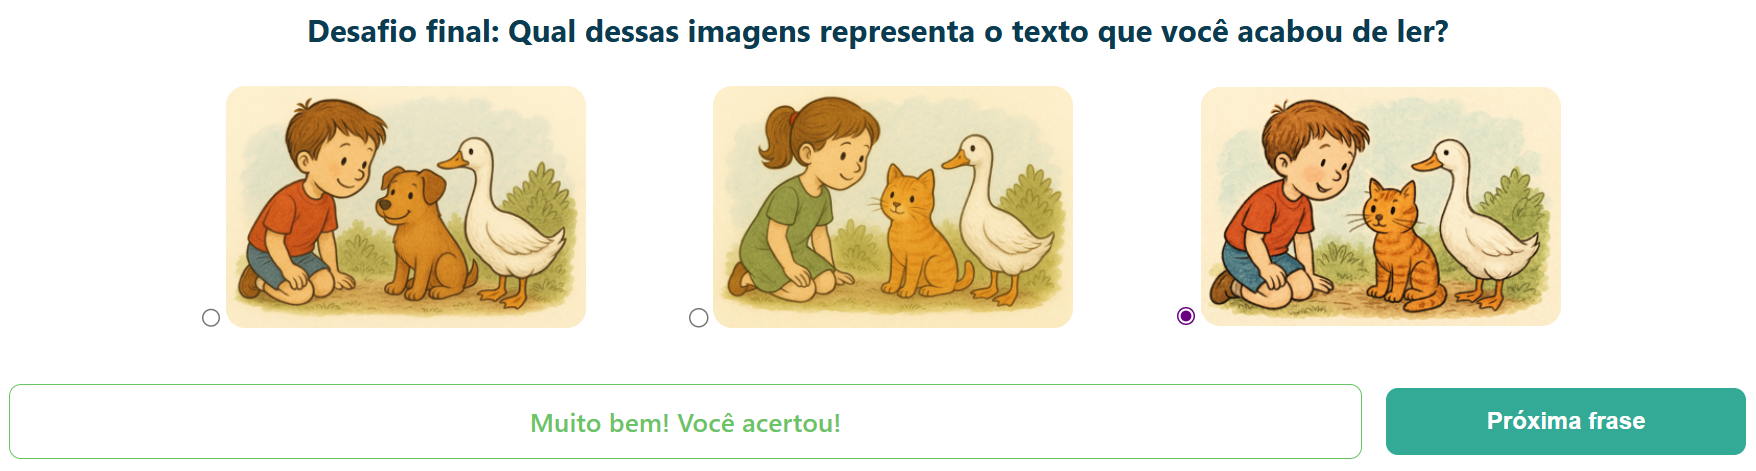 Desafio final: Qual dessas imagens representa o texto que você acabou de ler?
Muito bem! Você acertou!
Próxima frase